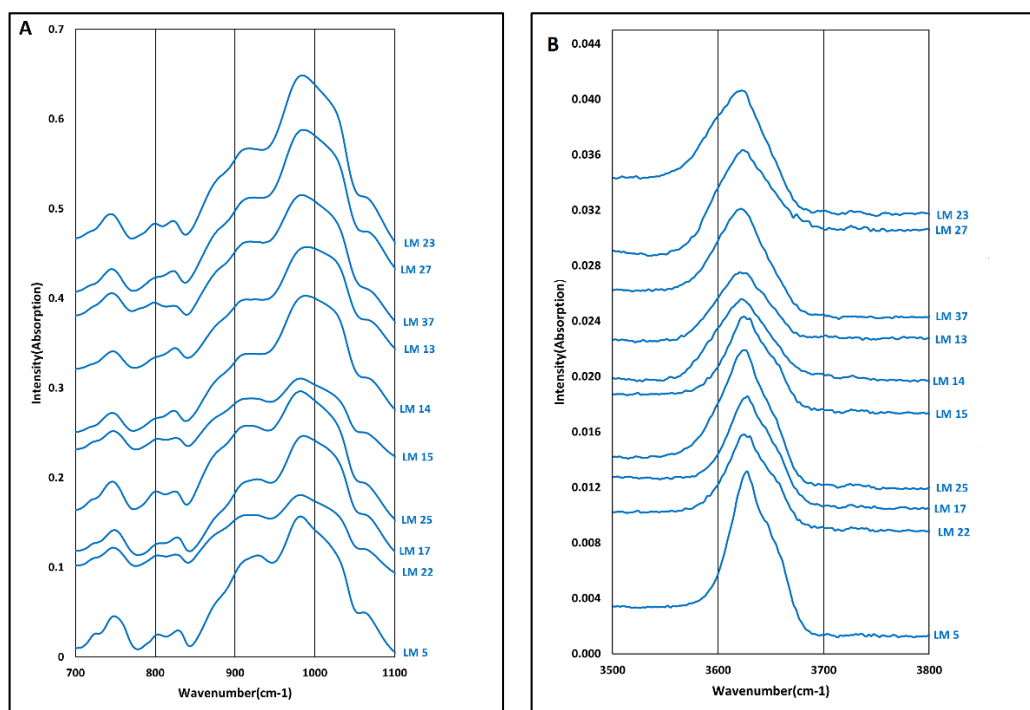 A
0.7
0.6
0.5
0.4
0.3
0.2
0.1
0
Intensity(Absorption)
LM 23
LM 27
LM 37
LM 13
LM 14
LM 15
LM 25
LM 17
LM 22
LM 5
700 800 900 1000 1100
Wavenumber(cm-1)
B
0.044
0.040
0.036
0.032
0.028
0.024
0.020
0.016
0.012
0.008
0.004
0.000
Intensity(Absorption)
LM 23
LM 27
LM 37
LM 13
LM 14
LM 15
LM 25
LM 17
LM 22
LM 5
3500 3600 3700 3800
Wavenumber(cm-1)